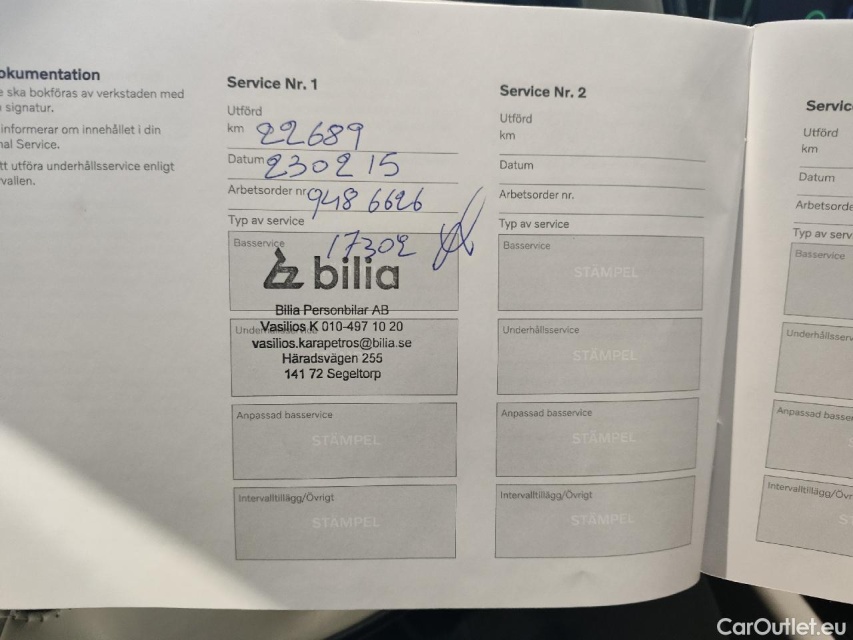 okumentation
e ska bokföras av verkstaden med
signatur.
informerar om innehållet i din
nal Service.
tt utföra underhållsservice enligt
vallen.
Service Nr. 1
Utförd
km 22689
Datum 230215
Arbetsorder nr 948 6626
Typ av service
Basservice 17302
bilia
Bilia Personbilar AB
Vasilios.K 010-497 10 20
vasilios.karapetros@bilia.se
Häradsvägen 255
141 72 Segeltorp
Anpassad basservice
STÄMPEL
Intervalltillägg/Övrigt
STÄMPEL
Service Nr. 2
Utförd
km
Datum
Arbetsorder nr.
Typ av service
Basservice
STÄMPEL
Underhållsservice
STÄMPEL
Anpassad basservice
STÄMPEL
Intervalltillägg/Övrigt
STÄMPEL
Servic
Utförd
km
Datum
Arbetsorde
Typ av serv
Basservice
Underhållsserv
Anpassad basse
Intervalltillägg/Övr
CarOutlet.eu